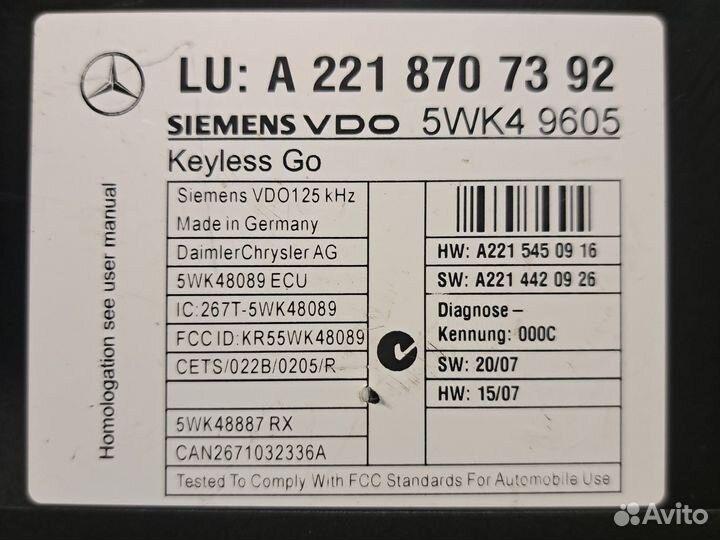 LU: A 221 870 73 92
SIEMENS VDO 5WK4 9605
Keyless Go
Homologation see user manual
Siemens VDO125 kHz
Made in Germany
DaimlerChrysler AG
5WK48089 ECU
IC:267T-5WK48089
FCC ID:KR55WK48089
CETS/022B/0205/R
5WK48887 RX
CAN2671032336A
HW: A221 545 09 16
SW: A221 442 09 26
Diagnose –
Kennung: 000C
SW: 20/07
HW: 15/07
Tested To Comply With FCC Standards For Automobile Use
Avito